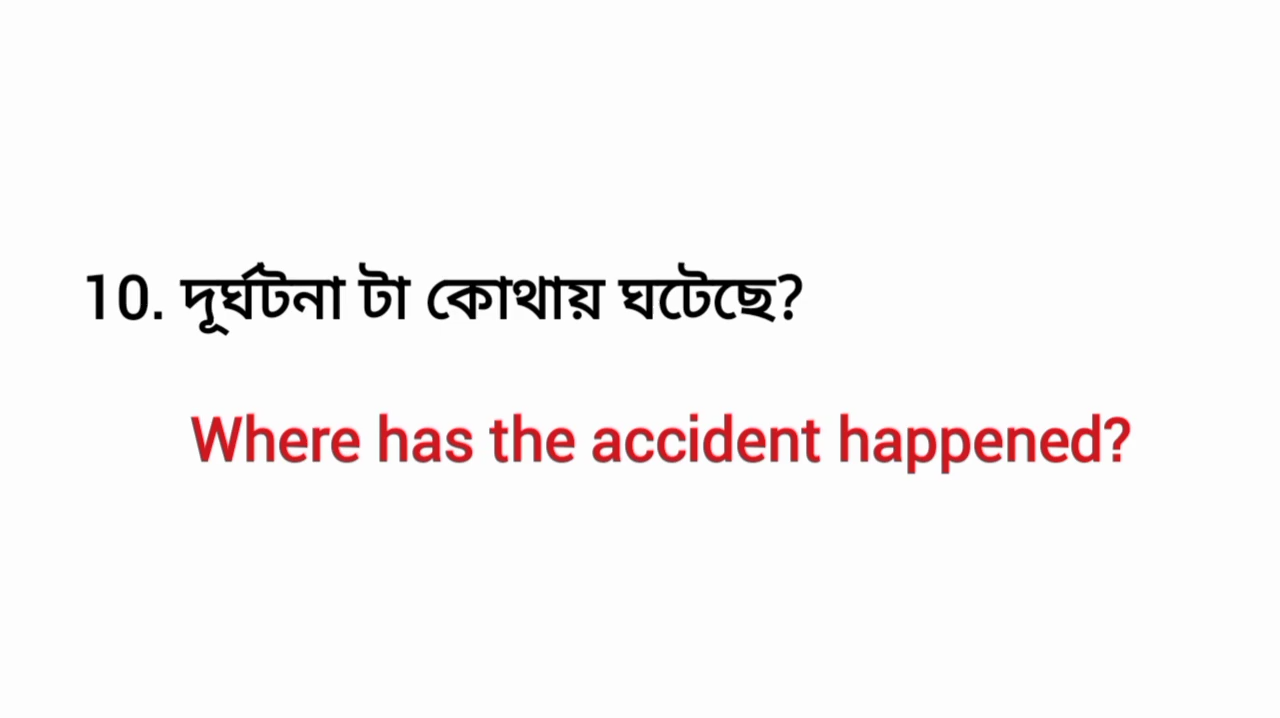 10. দূর্ঘটনা টা কোথায় ঘটেছে?
Where has the accident happened?